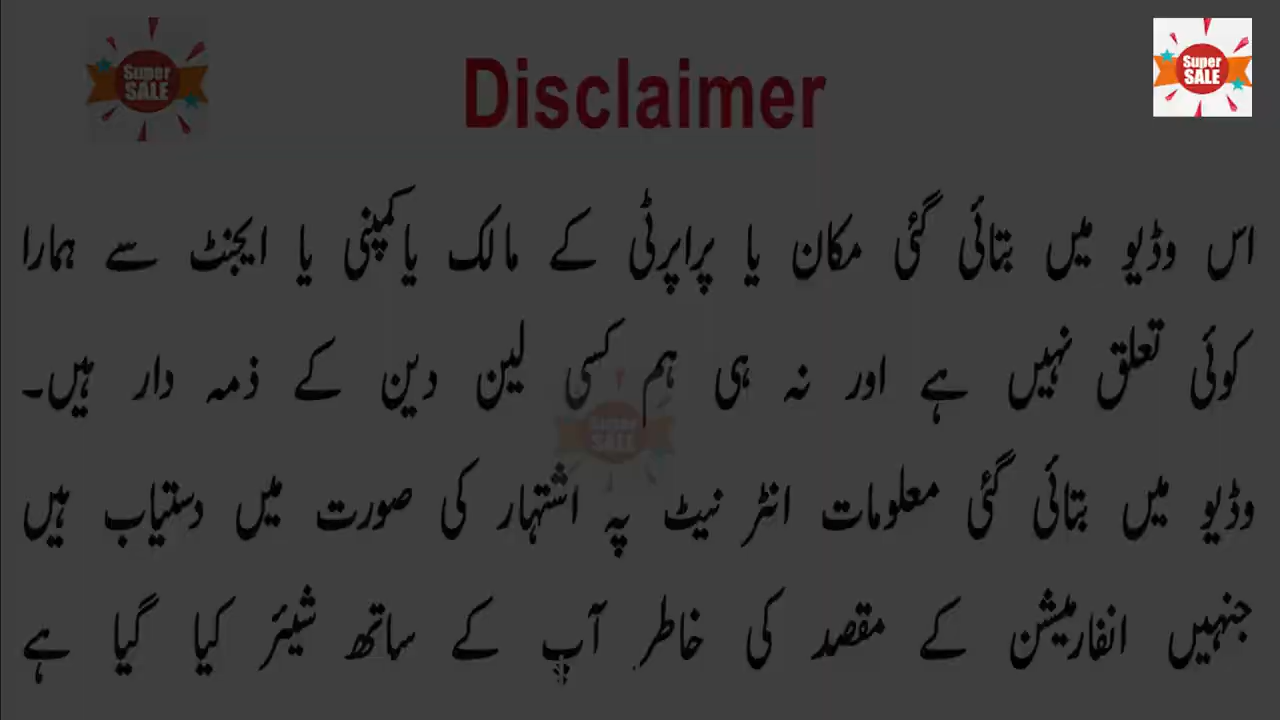 Super
SALE
Disclaimer
Super
SALE
اس وڈیو میں بتائی گئی مکان یا پراپرٹی کے مالک یا کمپنی یا ایجنٹ سے ہمارا
کوئی تعلق نہیں ہے اور نہ ہی ہم کسی لین دین کے ذمہ دار ہیں۔
Super
SALE
وڈیو میں بتائی گئی معلومات انٹر نیٹ پہ اشتہار کی صورت میں دستیاب ہیں
جنہیں انفارمیشن کے مقصد کی خاطر آپ کے ساتھ شیئر کیا گیا ہے